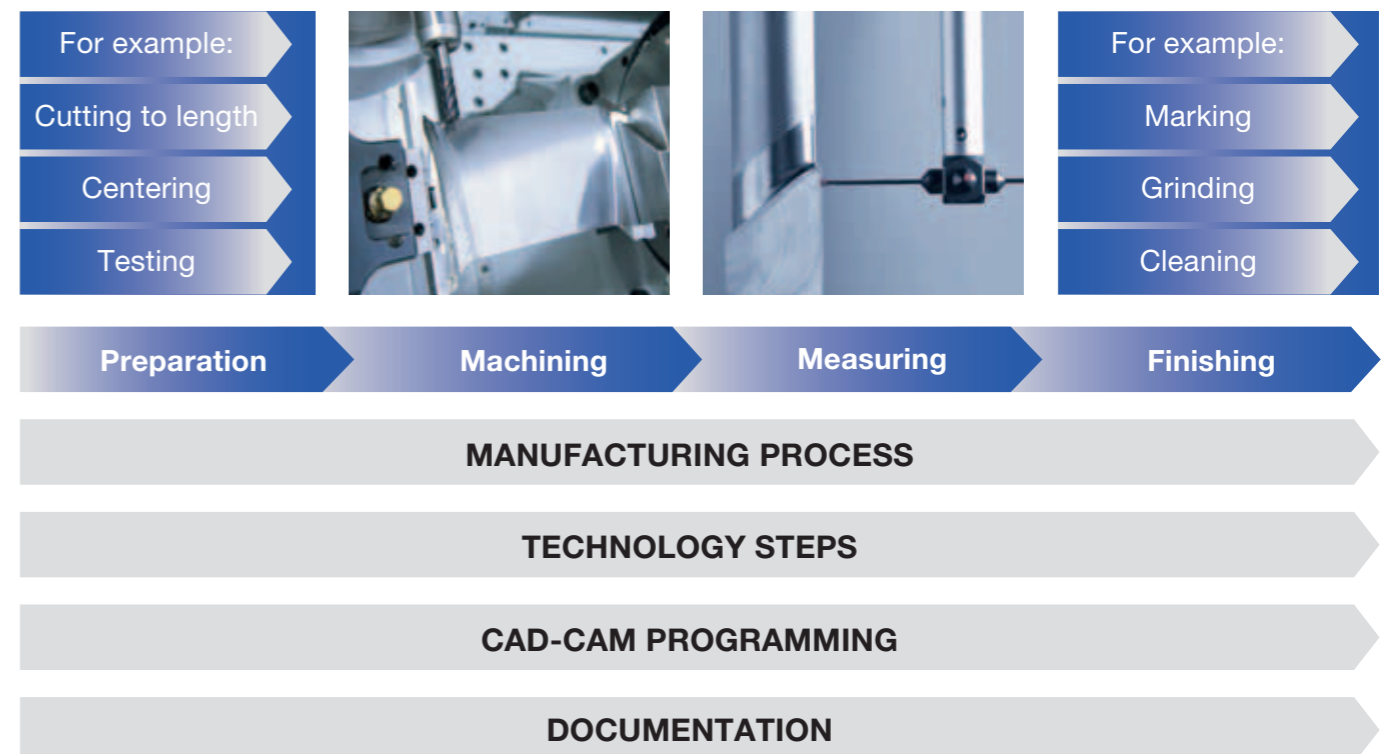 For example:
Cutting to length
Centering
Testing
For example:
Marking
Grinding
Cleaning
Preparation
Machining
Measuring
Finishing
MANUFACTURING PROCESS
TECHNOLOGY STEPS
CAD-CAM PROGRAMMING
DOCUMENTATION